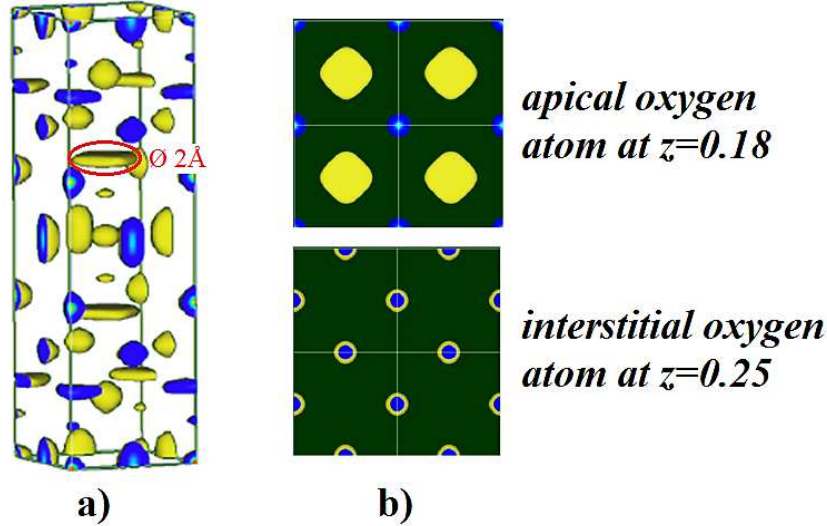 Ø 2Å
apical oxygen
atom at z=0.18
interstitial oxygen
atom at z=0.25
a)
b)